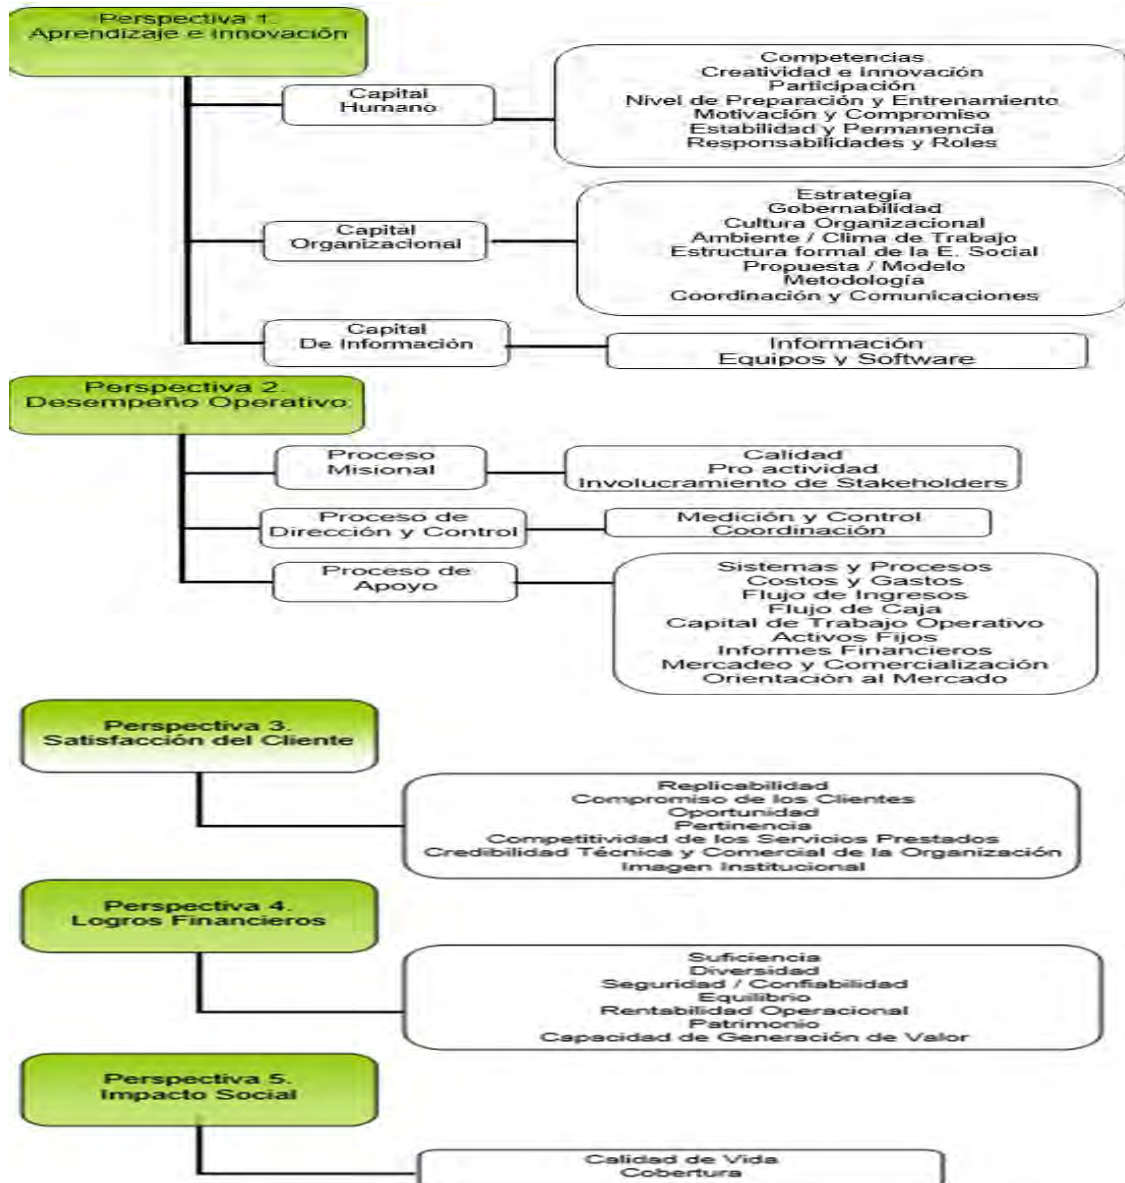 Perspectiva 1.
Aprendizaje e Innovación
Capital
Humano
Competencias
Creatividad e Innovación
Participación
Nivel de Preparación y Entrenamiento
Motivación y Compromiso
Estabilidad y Permanencia
Responsabilidades y Roles
Capital
Organizacional
Estrategia
Gobernabilidad
Cultura Organizacional
Ambiente / Clima de Trabajo
Estructura formal de la E. Social
Propuesta / Modelo
Metodología
Coordinación y Comunicaciones
Capital
De Información
Información
Equipos y Software
Perspectiva 2.
Desempeño Operativo
Proceso
Misional
Calidad
Pro actividad
Involucramiento de Stakeholders
Proceso de
Dirección y Control
Medición y Control
Coordinación
Proceso de
Apoyo
Sistemas y Procesos
Costos y Gastos
Flujo de Ingresos
Flujo de Caja
Capital de Trabajo Operativo
Activos Fijos
Informes Financieros
Mercadeo y Comercialización
Orientación al Mercado
Perspectiva 3.
Satisfacción del Cliente
Replicabilidad
Compromiso de los Clientes
Oportunidad
Pertinencia
Competitividad de los Servicios Prestados
Credibilidad Técnica y Comercial de la Organización
Imagen Institucional
Perspectiva 4.
Logros Financieros
Suficiencia
Diversidad
Seguridad / Confiabilidad
Equilibrio
Rentabilidad Operacional
Patrimonio
Capacidad de Generación de Valor
Perspectiva 5.
Impacto Social
Calidad de Vida
Cobertura